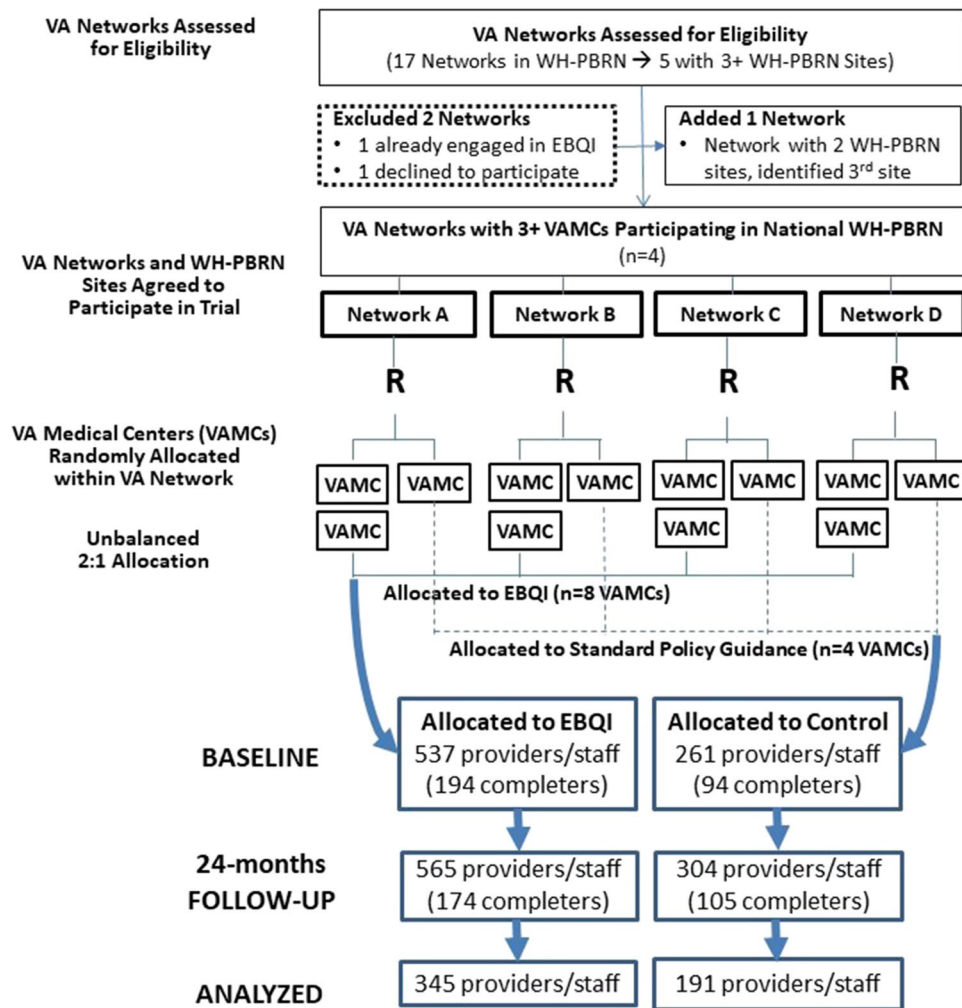 VA Networks Assessed
for Eligibility
VA Networks Assessed for Eligibility
(17 Networks in WH-PBRN → 5 with 3+ WH-PBRN Sites)
Excluded 2 Networks
• 1 already engaged in EBQI
• 1 declined to participate
Added 1 Network
• Network with 2 WH-PBRN
sites, identified 3rd site
VA Networks with 3+ VAMCs Participating in National WH-PBRN
(n=4)
VA Networks and WH-PBRN
Sites Agreed to
Participate in Trial
Network A
Network B
Network C
Network D
R
R
R
R
VA Medical Centers (VAMCs)
Randomly Allocated
within VA Network
VAMC
VAMC
VAMC
VAMC
VAMC
VAMC
VAMC
VAMC
Unbalanced
2:1 Allocation
VAMC
VAMC
VAMC
VAMC
Allocated to EBQI (n=8 VAMCs)
Allocated to Standard Policy Guidance (n=4 VAMCs)
BASELINE
Allocated to EBQI
537 providers/staff
(194 completers)
Allocated to Control
261 providers/staff
(94 completers)
24-months
FOLLOW-UP
565 providers/staff
(174 completers)
304 providers/staff
(105 completers)
ANALYZED
345 providers/staff
191 providers/staff